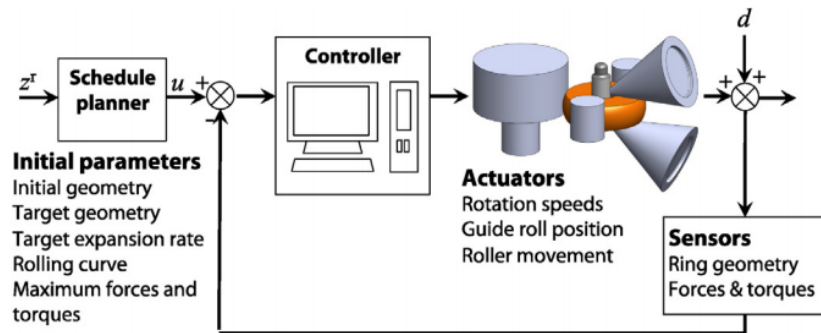 Controller
d
z^r
Schedule
planner
u
+
−
+
+
Initial parameters
Initial geometry
Target geometry
Target expansion rate
Rolling curve
Maximum forces and
torques
Actuators
Rotation speeds
Guide roll position
Roller movement
Sensors
Ring geometry
Forces & torques